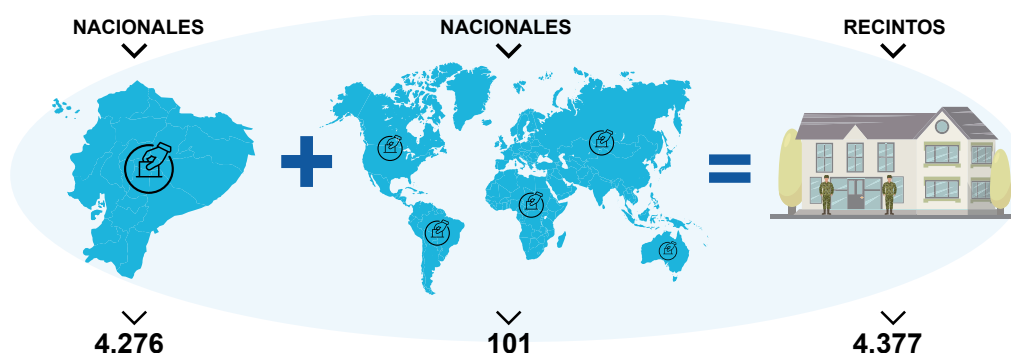 NACIONALES
NACIONALES
RECINTOS
4.276
101
4.377